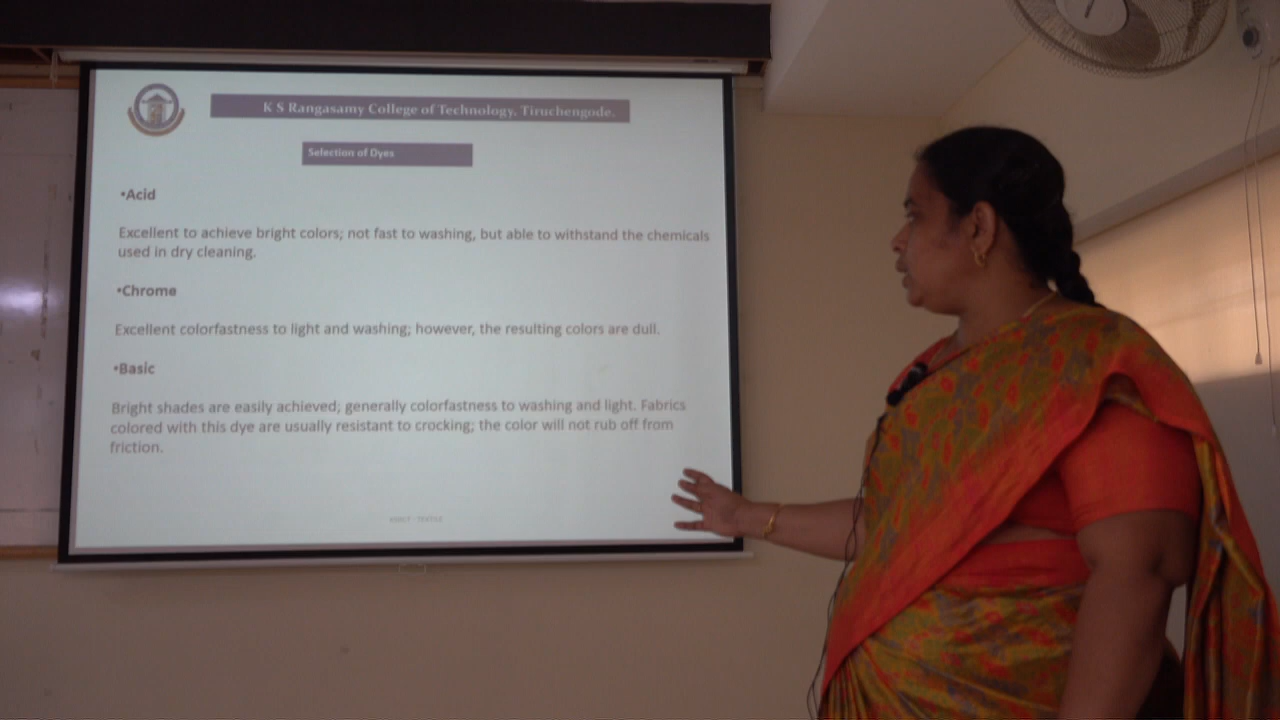 K S Rangasamy College of Technology, Tiruchengode.
Selection of Dyes
•Acid
Excellent to achieve bright colors; not fast to washing, but able to withstand the chemicals
used in dry cleaning.
•Chrome
Excellent colorfastness to light and washing; however, the resulting colors are dull.
•Basic
Bright shades are easily achieved; generally colorfastness to washing and light. Fabrics
colored with this dye are usually resistant to crocking; the color will not rub off from
friction.